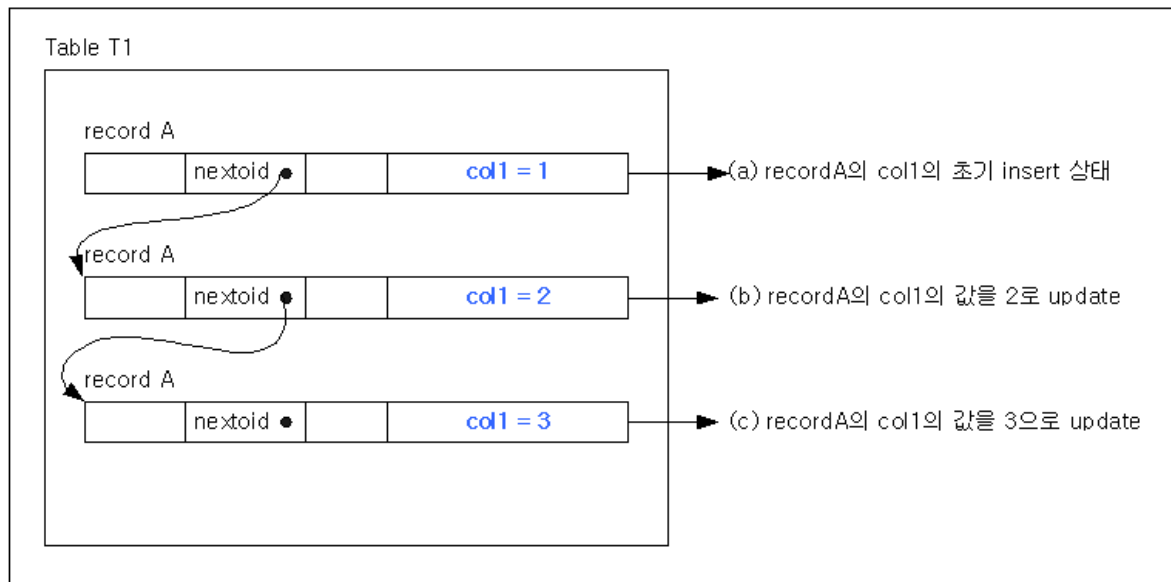 Table T1
record A
nextoid col1 = 1 (a) recordA의 col1의 초기 insert 상태
record A
nextoid col1 = 2 (b) recordA의 col1의 값을 2로 update
record A
nextoid col1 = 3 (c) recordA의 col1의 값을 3으로 update